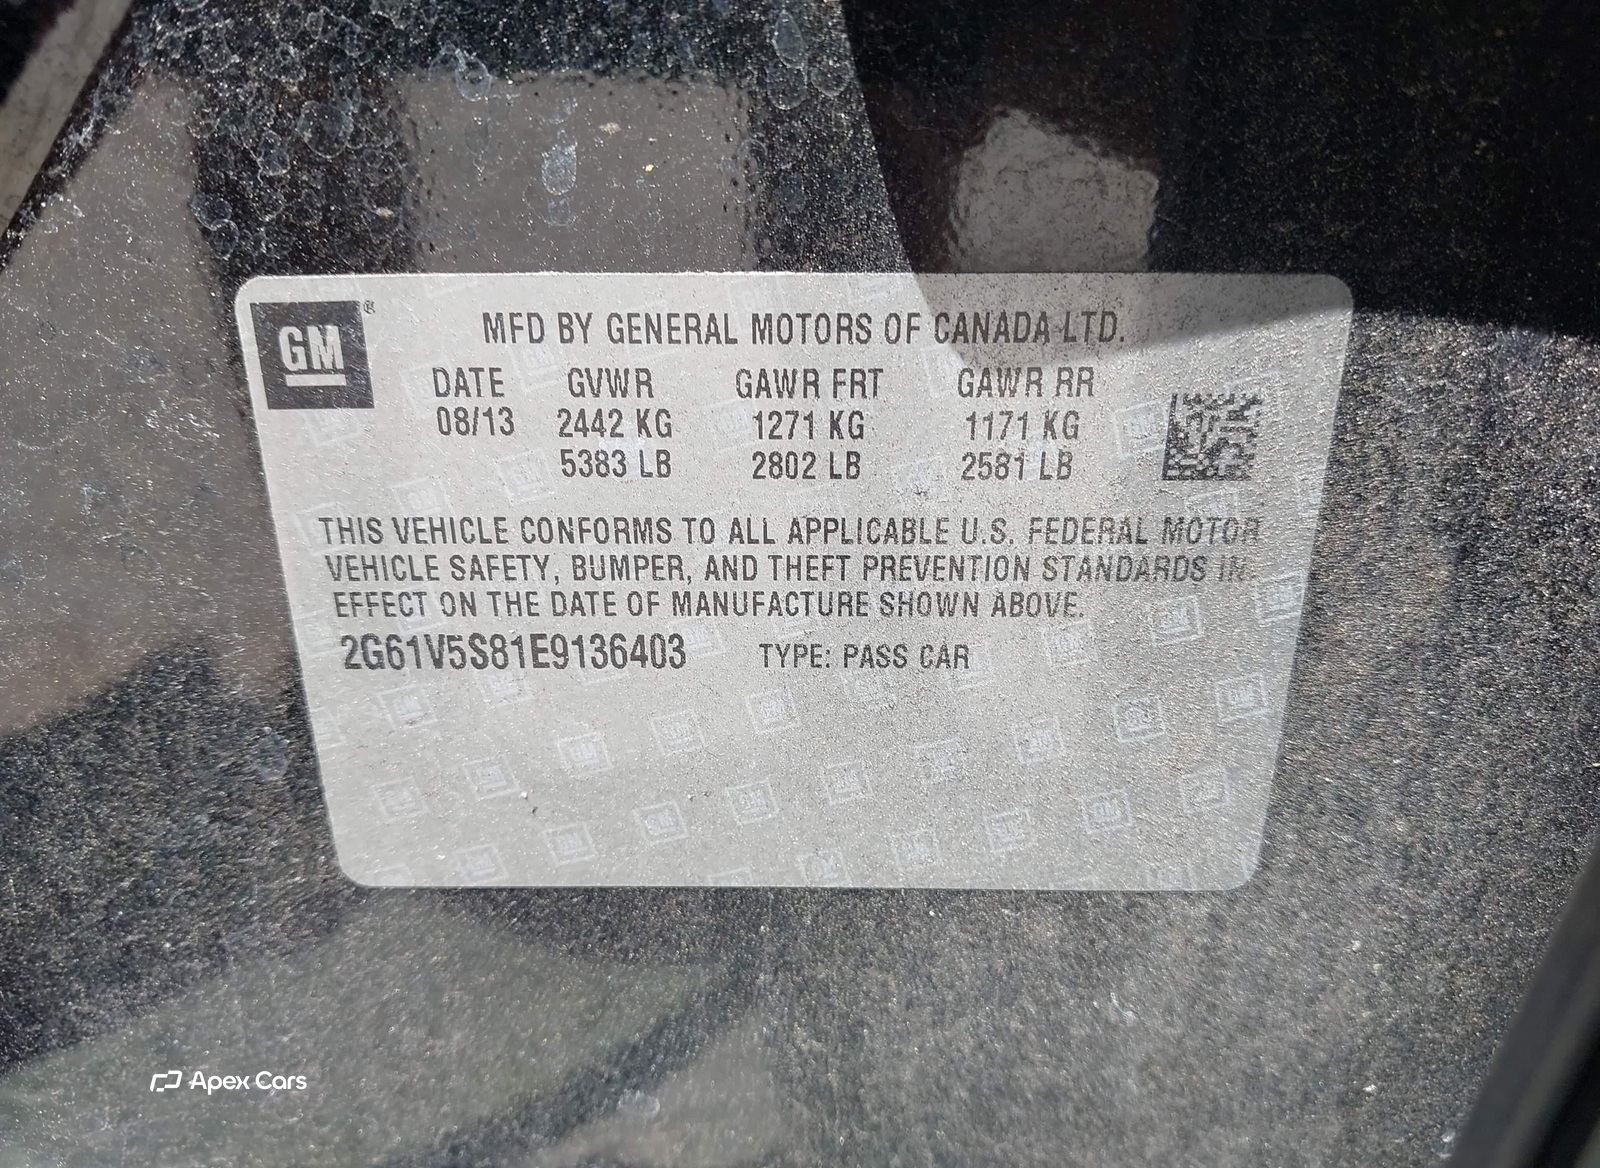 GM ®
MFD BY GENERAL MOTORS OF CANADA LTD.
DATE GVWR GAWR FRT GAWR RR
08/13 2442 KG 1271 KG 1171 KG
5383 LB 2802 LB 2581 LB
THIS VEHICLE CONFORMS TO ALL APPLICABLE U.S. FEDERAL MOTOR
VEHICLE SAFETY, BUMPER, AND THEFT PREVENTION STANDARDS IN
EFFECT ON THE DATE OF MANUFACTURE SHOWN ABOVE.
2G61V5S81E9136403 TYPE: PASS CAR
Apex Cars